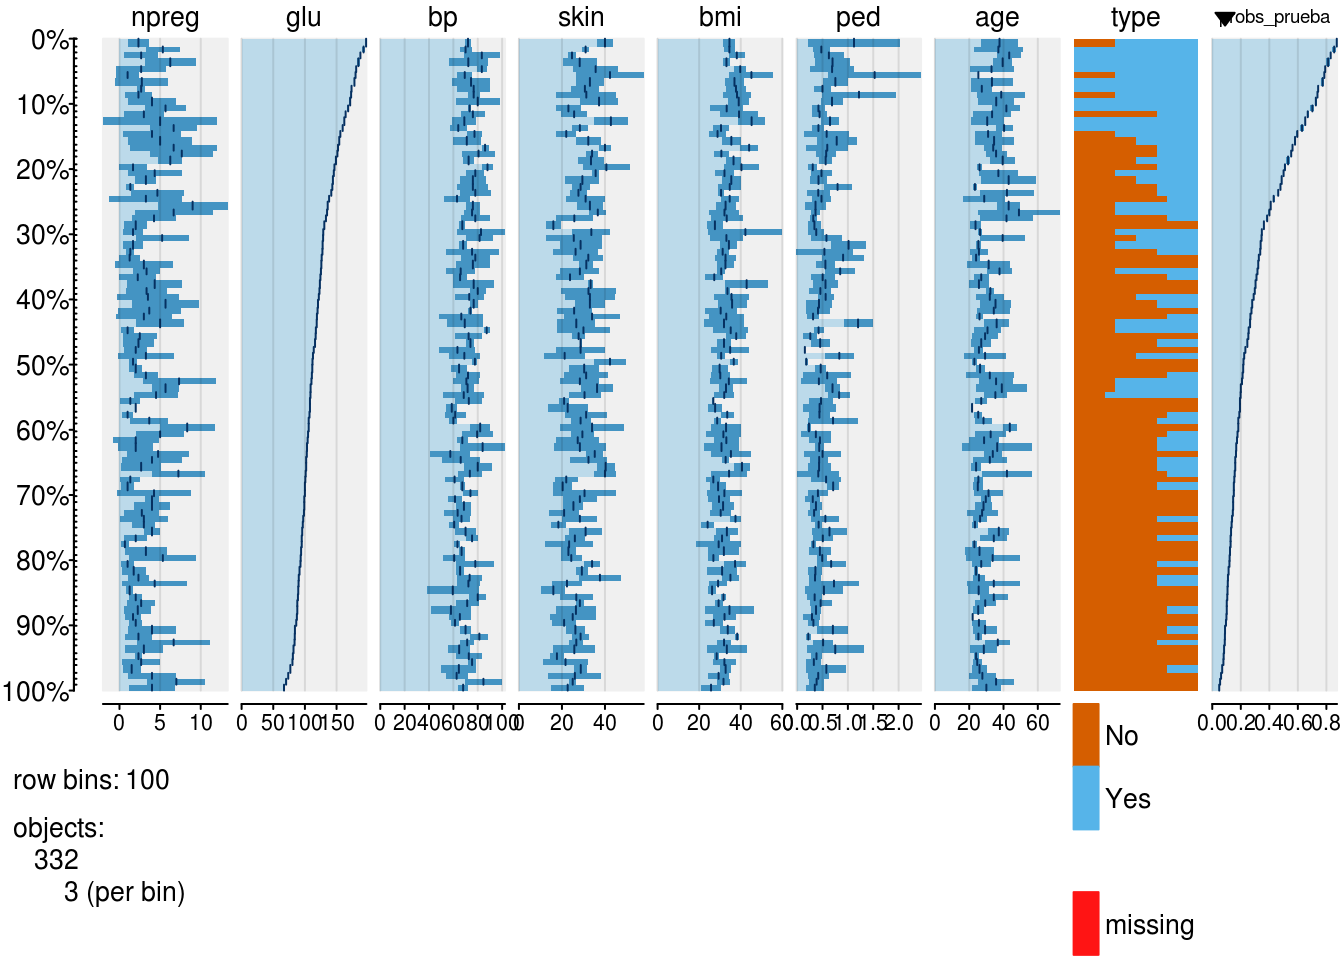 npreg glu bp skin bmi ped age type probs_prueba
0%
10%
20%
30%
40%
50%
60%
70%
80%
90%
100%
0 5 10 0 50 100 150 0 20 40 60 80 100 0 20 40 0 20 40 60 0.0 0.5 1.0 1.5 2.0 0 20 40 60 0.0 0.2 0.4 0.6 0.8
No
Yes
missing
row bins: 100
objects:
332
3 (per bin)